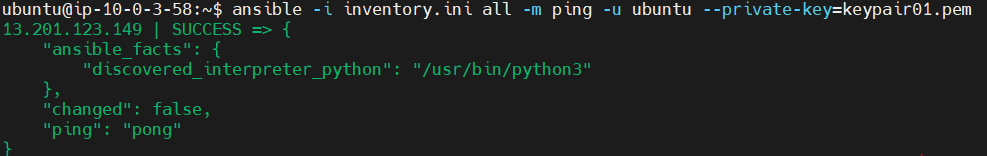 ubuntu@ip-10-0-3-58:~$ ansible -i inventory.ini all -m ping -u ubuntu --private-key=keypair01.pem
13.201.123.149 | SUCCESS => {
    "ansible_facts": {
        "discovered_interpreter_python": "/usr/bin/python3"
    },
    "changed": false,
    "ping": "pong"
}